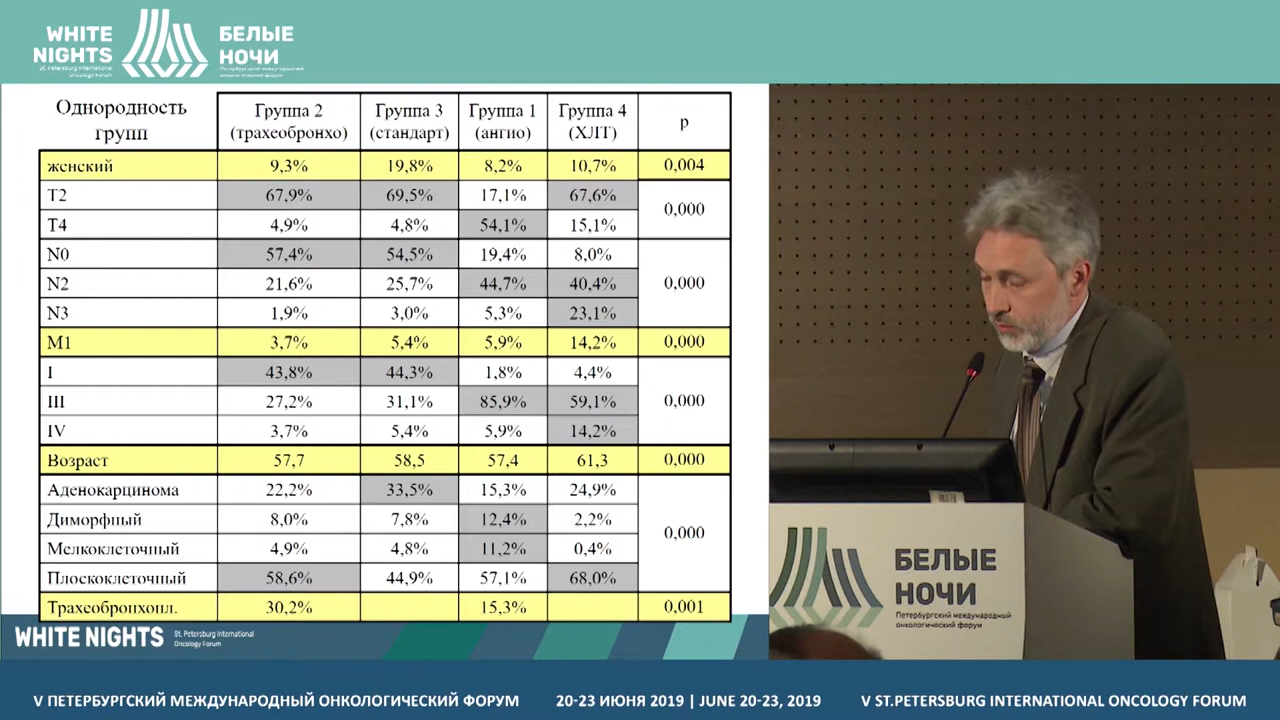 WHITE
NIGHTS
St. Petersburg International
Oncology Forum
БЕЛЫЕ
НОЧИ
Петербургский международный
онкологический форум
Однородность групп | Группа 2 (трахеобронхо) | Группа 3 (стандарт) | Группа 1 (ангио) | Группа 4 (ХЛТ) | p
женский 9,3% 19,8% 8,2% 10,7% 0,004
T2 67,9% 69,5% 17,1% 67,6% 0,000
T4 4,9% 4,8% 54,1% 15,1%
N0 57,4% 54,5% 19,4% 8,0%
N2 21,6% 25,7% 44,7% 40,4% 0,000
N3 1,9% 3,0% 5,3% 23,1%
M1 3,7% 5,4% 5,9% 14,2% 0,000
I 43,8% 44,3% 1,8% 4,4%
III 27,2% 31,1% 85,9% 59,1% 0,000
IV 3,7% 5,4% 5,9% 14,2%
Возраст 57,7 58,5 57,4 61,3 0,000
Аденокарцинома 22,2% 33,5% 15,3% 24,9%
Диморфный 8,0% 7,8% 12,4% 2,2% 0,000
Мелкоклеточный 4,9% 4,8% 11,2% 0,4%
Плоскоклеточный 58,6% 44,9% 57,1% 68,0%
Трахеобронхопл. 30,2% 15,3% 0,001
WHITE NIGHTS
St. Petersburg International
Oncology Forum
БЕЛЫЕ
НОЧИ
Петербургский международный
онкологический форум
V ПЕТЕРБУРГСКИЙ МЕЖДУНАРОДНЫЙ ОНКОЛОГИЧЕСКИЙ ФОРУМ
20-23 ИЮНЯ 2019 | JUNE 20-23, 2019
V ST.PETERSBURG INTERNATIONAL ONCOLOGY FORUM